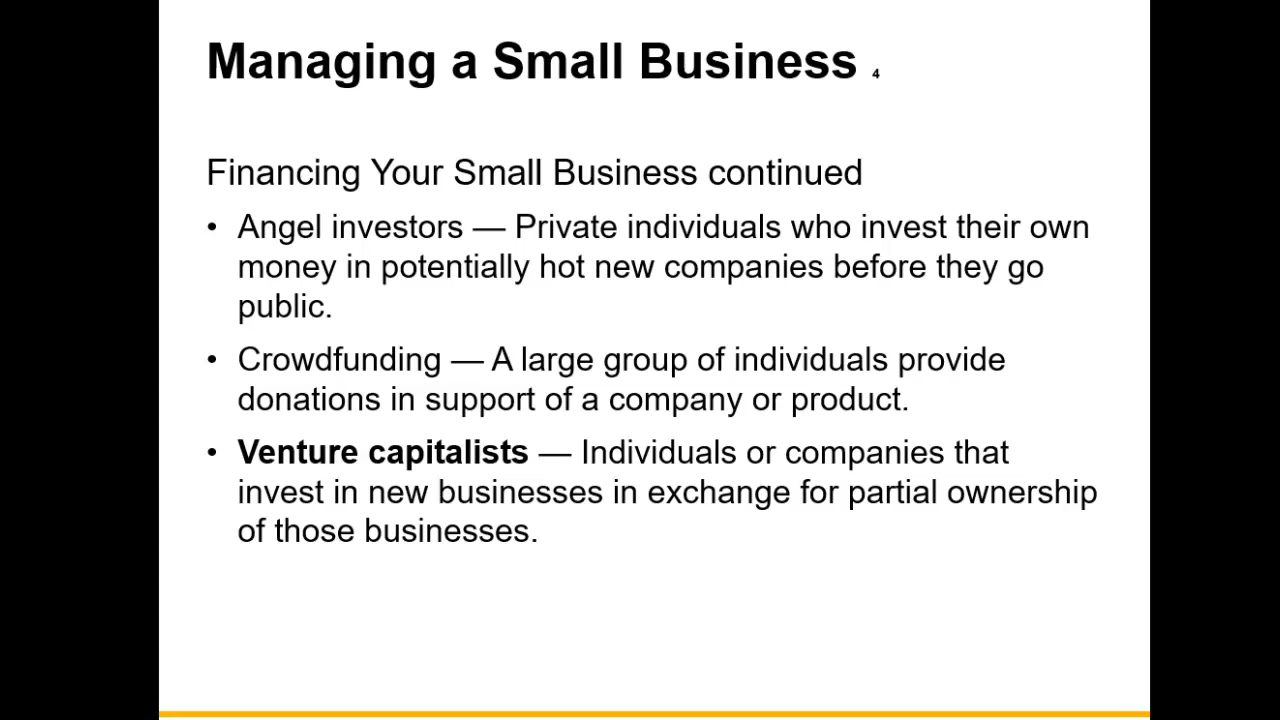 Managing a Small Business 4
Financing Your Small Business continued
• Angel investors — Private individuals who invest their own
money in potentially hot new companies before they go
public.
• Crowdfunding — A large group of individuals provide
donations in support of a company or product.
• Venture capitalists — Individuals or companies that
invest in new businesses in exchange for partial ownership
of those businesses.